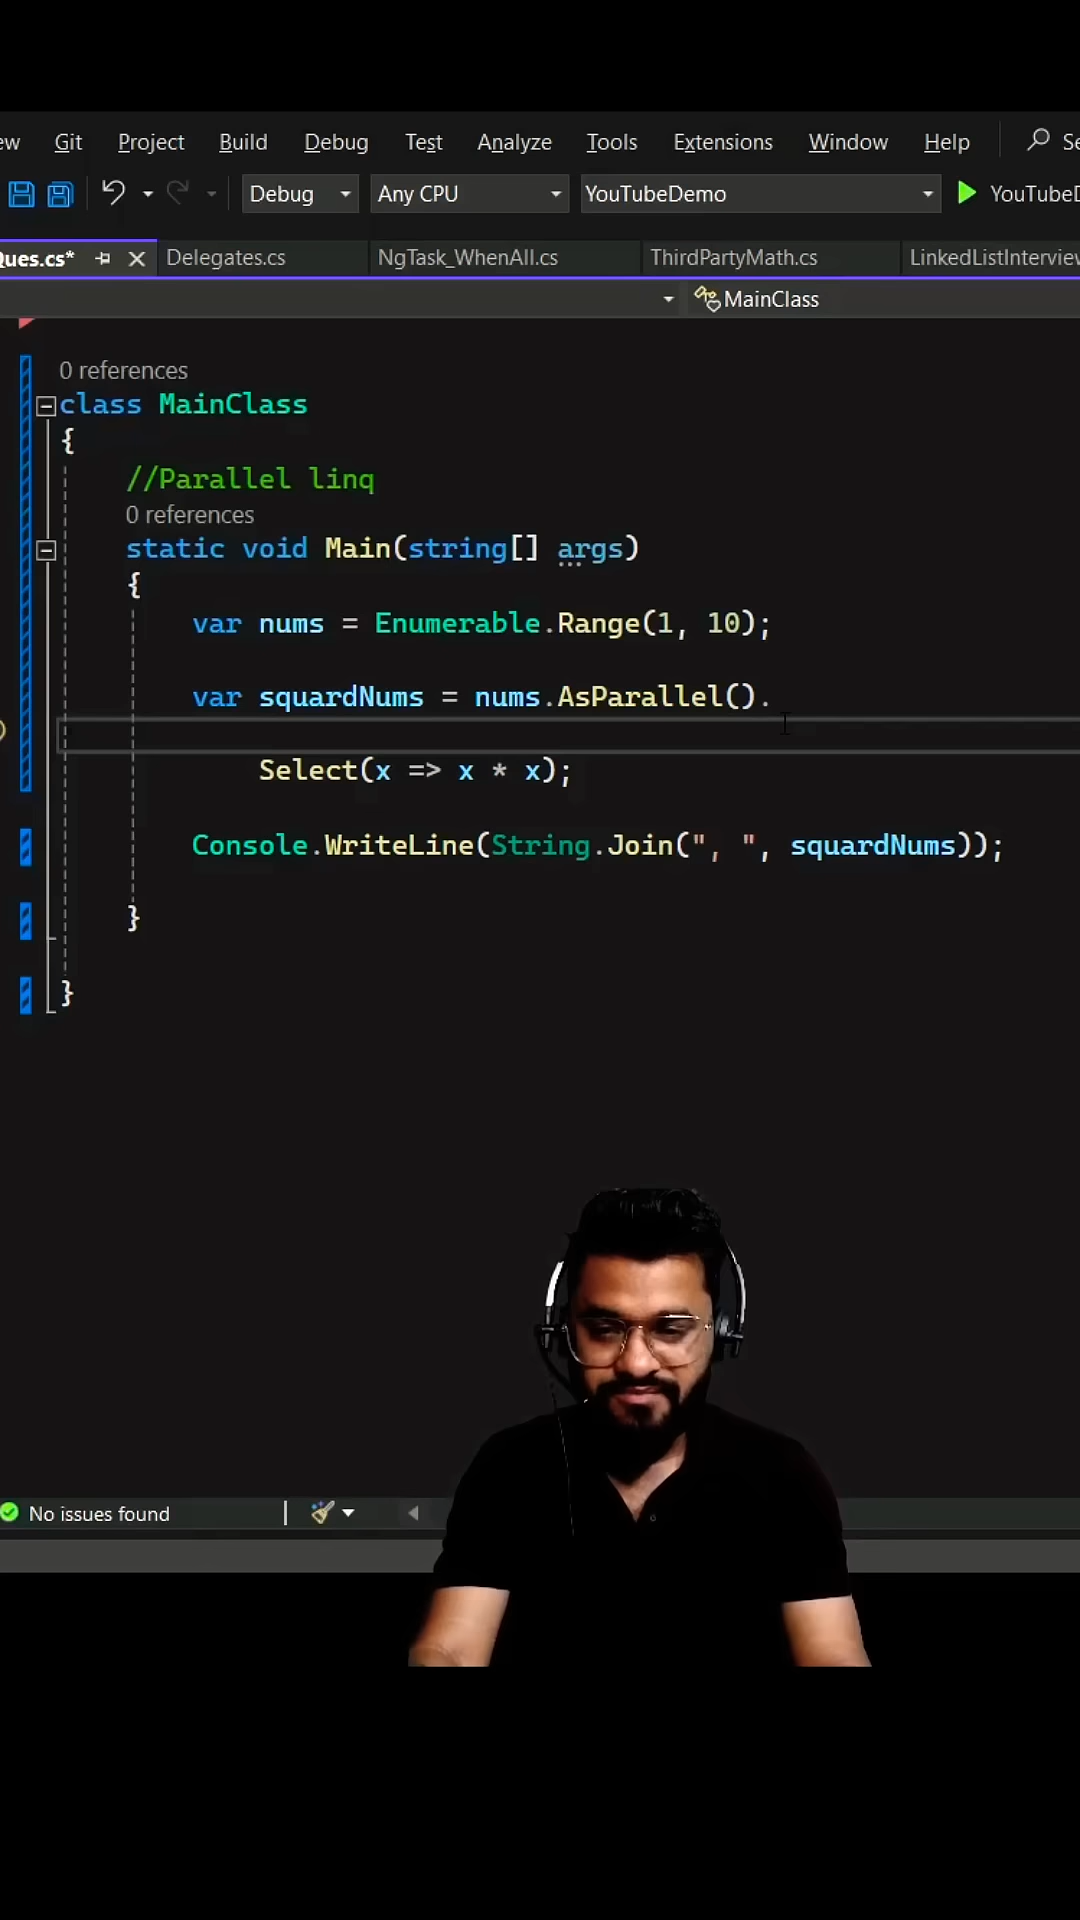 ew Git Project Build Debug Test Analyze Tools Extensions Window Help Se
Debug Any CPU YouTubeDemo YouTubeD
Ques.cs* Delegates.cs NgTask_WhenAll.cs ThirdPartyMath.cs LinkedListInterview
MainClass
0 references
class MainClass
{
//Parallel linq
0 references
static void Main(string[] args)
{
var nums = Enumerable.Range(1, 10);
var squardNums = nums.AsParallel().
Select(x => x * x);
Console.WriteLine(String.Join(", ", squardNums));
}
}
No issues found